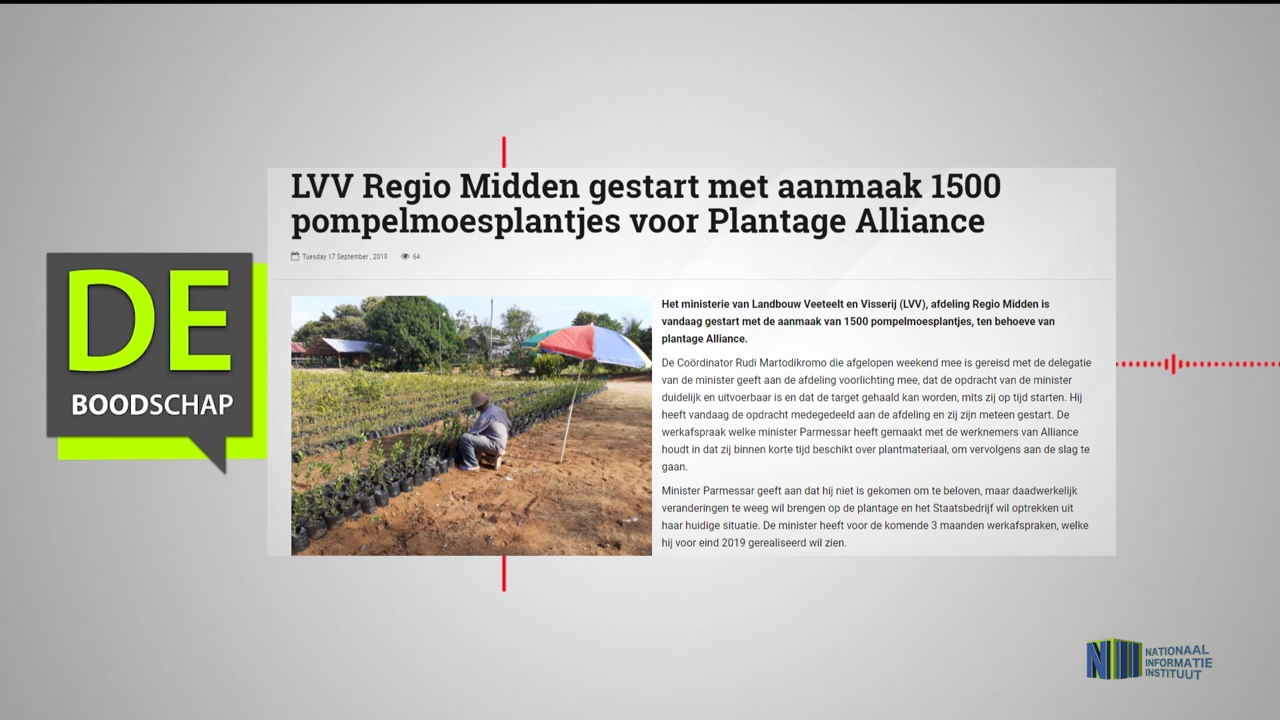 LVV Regio Midden gestart met aanmaak 1500
pompelmoesplantjes voor Plantage Alliance
Tuesday 17 September , 2019 64
DE
BOODSCHAP
Het ministerie van Landbouw Veeteelt en Visserij (LVV), afdeling Regio Midden is
vandaag gestart met de aanmaak van 1500 pompelmoesplantjes, ten behoeve van
plantage Alliance.
De Coördinator Rudi Martodikromo die afgelopen weekend mee is gereisd met de delegatie
van de minister geeft aan de afdeling voorlichting mee, dat de opdracht van de minister
duidelijk en uitvoerbaar is en dat de target gehaald kan worden, mits zij op tijd starten. Hij
heeft vandaag de opdracht medegedeeld aan de afdeling en zij zijn meteen gestart. De
werkafspraak welke minister Parmessar heeft gemaakt met de werknemers van Alliance
houdt in dat zij binnen korte tijd beschikt over plantmateriaal, om vervolgens aan de slag te
gaan.
Minister Parmessar geeft aan dat hij niet is gekomen om te beloven, maar daadwerkelijk
veranderingen te weeg wil brengen op de plantage en het Staatsbedrijf wil optrekken uit
haar huidige situatie. De minister heeft voor de komende 3 maanden werkafspraken, welke
hij voor eind 2019 gerealiseerd wil zien.
NII
NATIONAAL
INFORMATIE
INSTITUUT